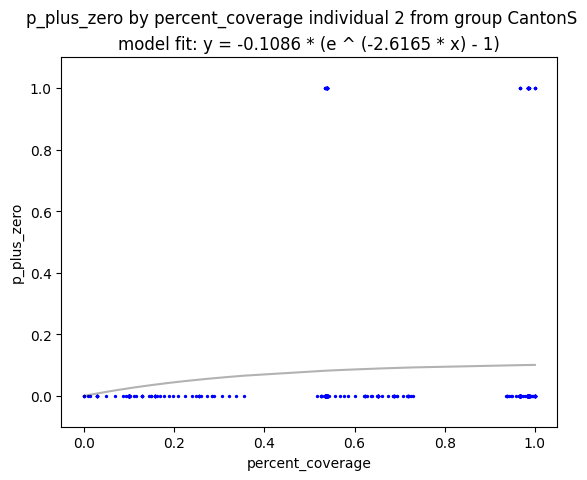 p_plus_zero by percent_coverage individual 2 from group CantonS
model fit: y = -0.1086 * (e ^ (-2.6165 * x) - 1)
1.0
0.8
0.6
0.4
0.2
0.0
p_plus_zero
0.0 0.2 0.4 0.6 0.8 1.0
percent_coverage